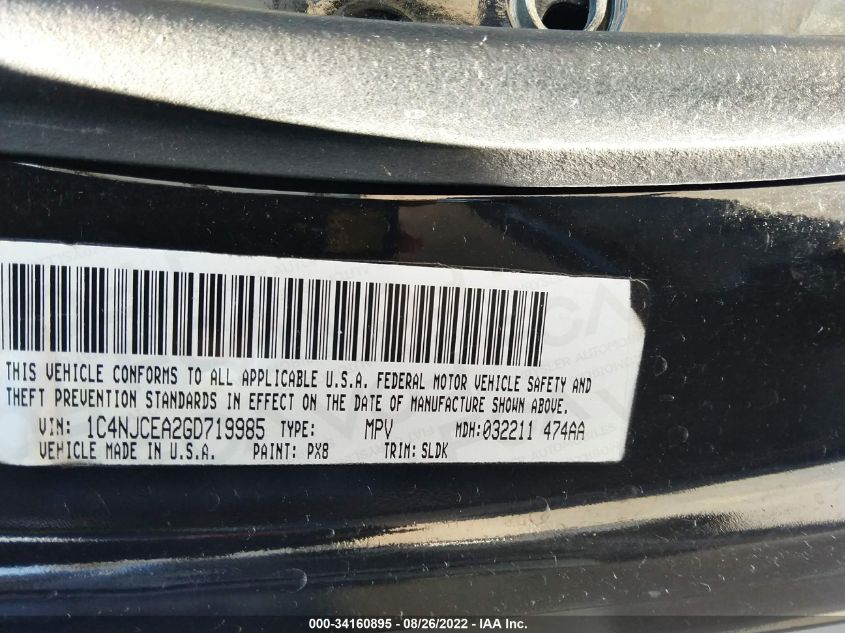 THIS VEHICLE CONFORMS TO ALL APPLICABLE U.S.A. FEDERAL MOTOR VEHICLE SAFETY AND
THEFT PREVENTION STANDARDS IN EFFECT ON THE DATE OF MANUFACTURE SHOWN ABOVE.
VIN: 1C4NJCEA2GD719985 TYPE: MPV MDH:032211 474AA
VEHICLE MADE IN U.S.A. PAINT: PX8 TRIM: SLDK
000-34160895 - 08/26/2022 - IAA Inc.